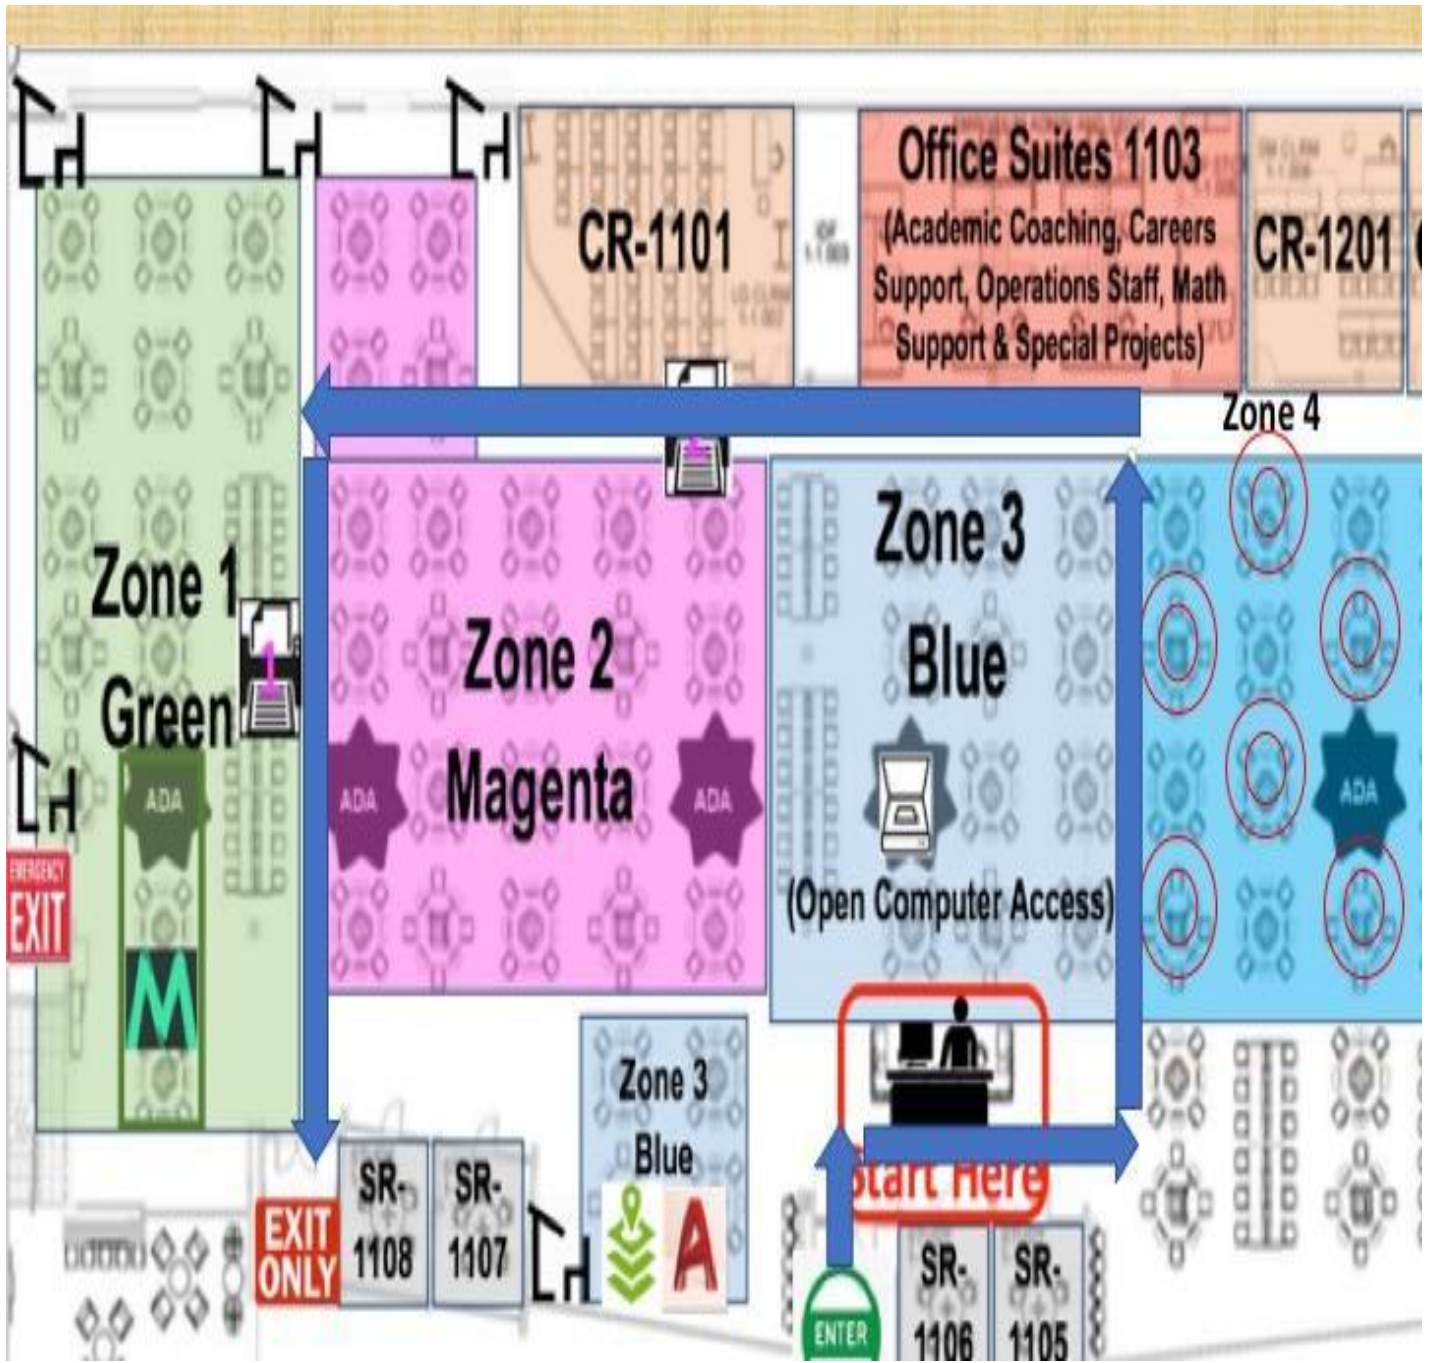 Office Suites 1103
(Academic Coaching, Careers
Support, Operations Staff, Math
Support & Special Projects)
CR-1101
CR-1201
Zone 4
Zone 1
Green
Zone 2
Magenta
Zone 3
Blue
(Open Computer Access)
ADA
ADA
ADA
ADA
EMERGENCY
EXIT
Zone 3
Blue
Start Here
EXIT
ONLY
SR-
1108
SR-
1107
SR-
1106
SR-
1105
ENTER